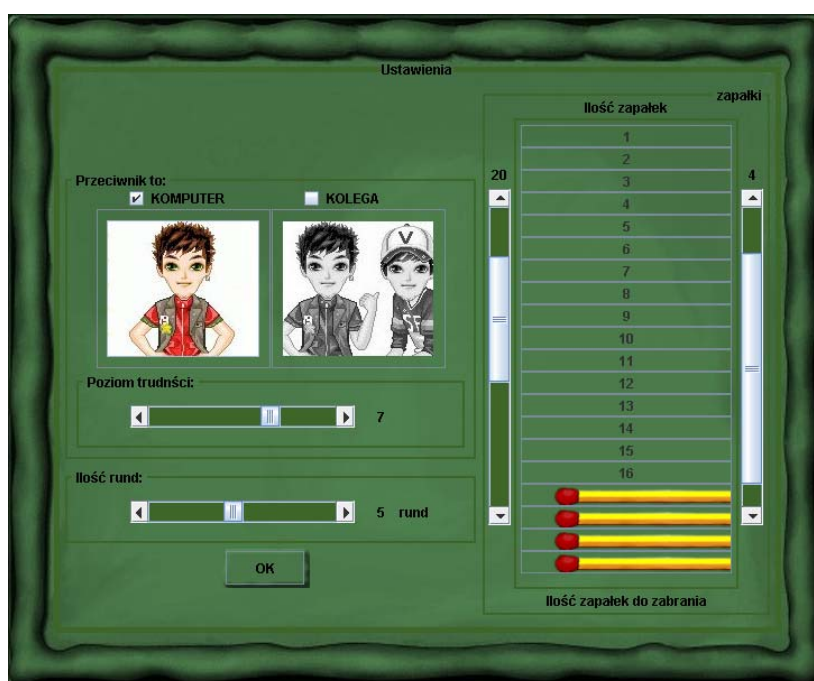 Ustawienia
zapałki
Ilość zapałek
20
4
1
2
3
4
5
6
7
8
9
10
11
12
13
14
15
16
Ilość zapałek do zabrania
Przeciwnik to:
KOMPUTER
KOLEGA
V
SF
Poziom trudnści:
7
Ilość rund:
5 rund
OK